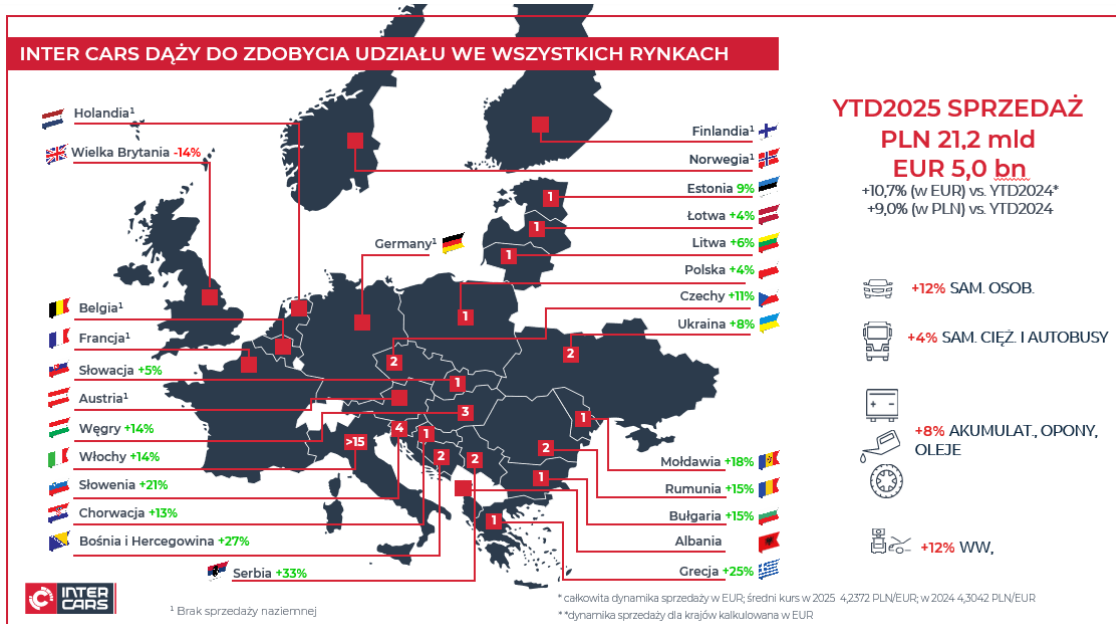 INTER CARS DĄŻY DO ZDOBYCIA UDZIAŁU WE WSZYSTKICH RYNKACH
Holandia¹
Wielka Brytania -14%
Germany¹
Belgia¹
Francja¹
Słowacja +5%
Austria¹
Węgry +14%
Włochy +14%
Słowenia +21%
Chorwacja +13%
Bośnia i Hercegowina +27%
Serbia +33%
Finlandia¹
Norwegia¹
Estonia 9%
Łotwa +4%
Litwa +6%
Polska +4%
Czechy +11%
Ukraina +8%
Mołdawia +18%
Rumunia +15%
Bułgaria +15%
Albania
Grecja +25%
1
1
1
1
2
2
1
3
1
4
1
>15
2
2
2
1
1
YTD2025 SPRZEDAŻ
PLN 21,2 mld
EUR 5,0 bn
+10,7% (w EUR) vs. YTD2024*
+9,0% (w PLN) vs. YTD2024
+12% SAM. OSOB.
+4% SAM. CIĘŻ. I AUTOBUSY
+8% AKUMULAT., OPONY,
OLEJE
+12% WW,
INTER
CARS
¹ Brak sprzedaży naziemnej
* całkowita dynamika sprzedaży w EUR; średni kurs w 2025 4,2372 PLN/EUR; w 2024 4,3042 PLN/EUR
* *dynamika sprzedaży dla krajów kalkulowana w EUR